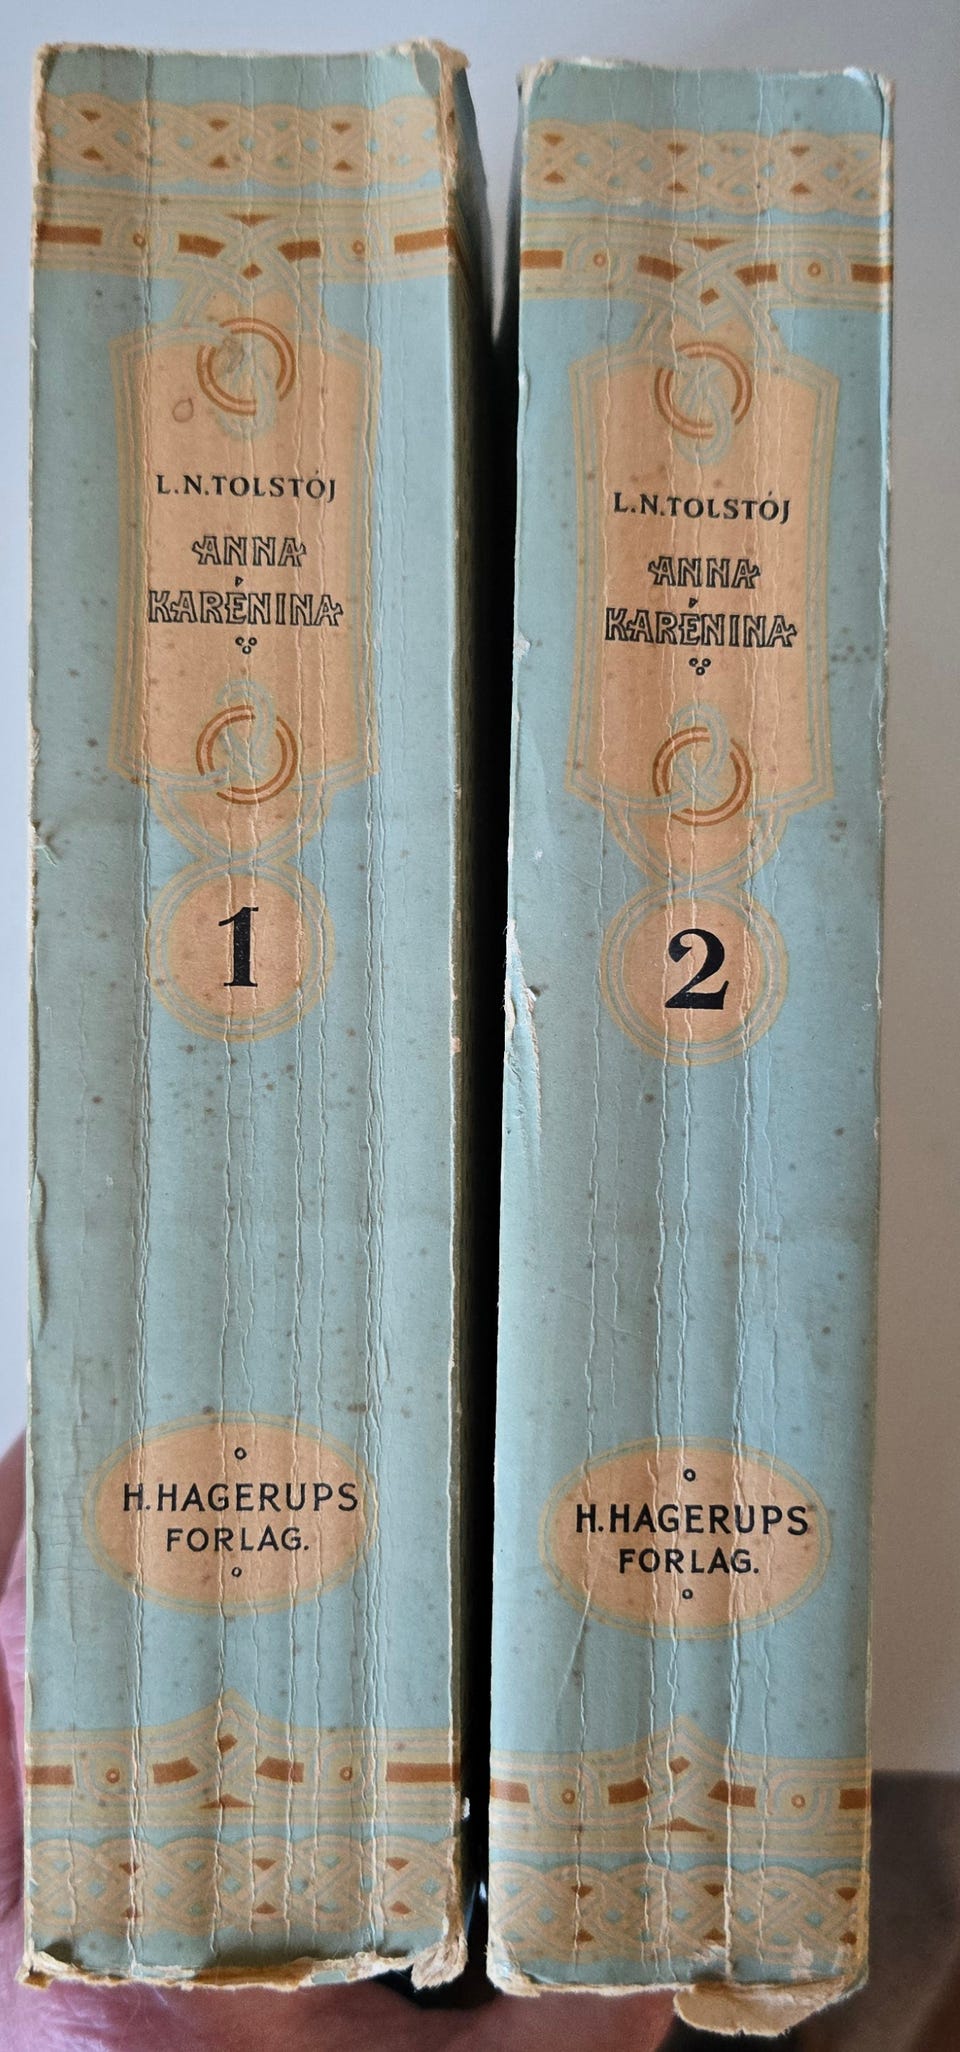 L.N.TOLSTÓJ
ANNA
KARÉNINA
1
H.HAGERUPS
FORLAG.
L.N.TOLSTÓJ
ANNA
KARÉNINA
2
H.HAGERUPS
FORLAG.